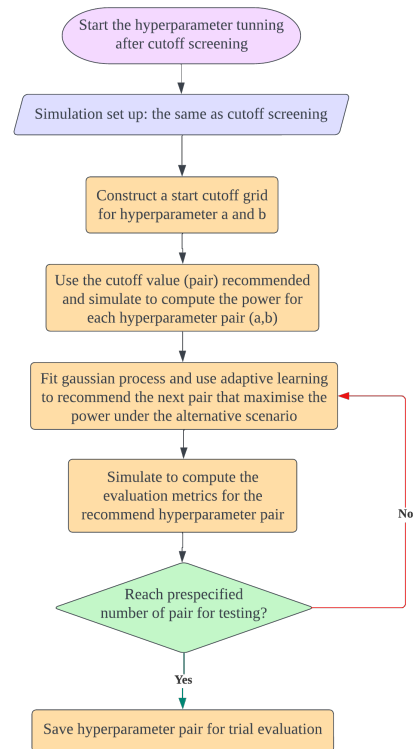 Start the hyperparameter tunning
after cutoff screening
Simulation set up: the same as cutoff screening
Construct a start cutoff grid
for hyperparameter a and b
Use the cutoff value (pair) recommended
and simulate to compute the power for
each hyperparameter pair (a,b)
Fit gaussian process and use adaptive learning
to recommend the next pair that maximise the
power under the alternative scenario
Simulate to compute the
evaluation metrics for the
recommend hyperparameter pair
No
Reach prespecified
number of pair for testing?
Yes
Save hyperparameter pair for trial evaluation